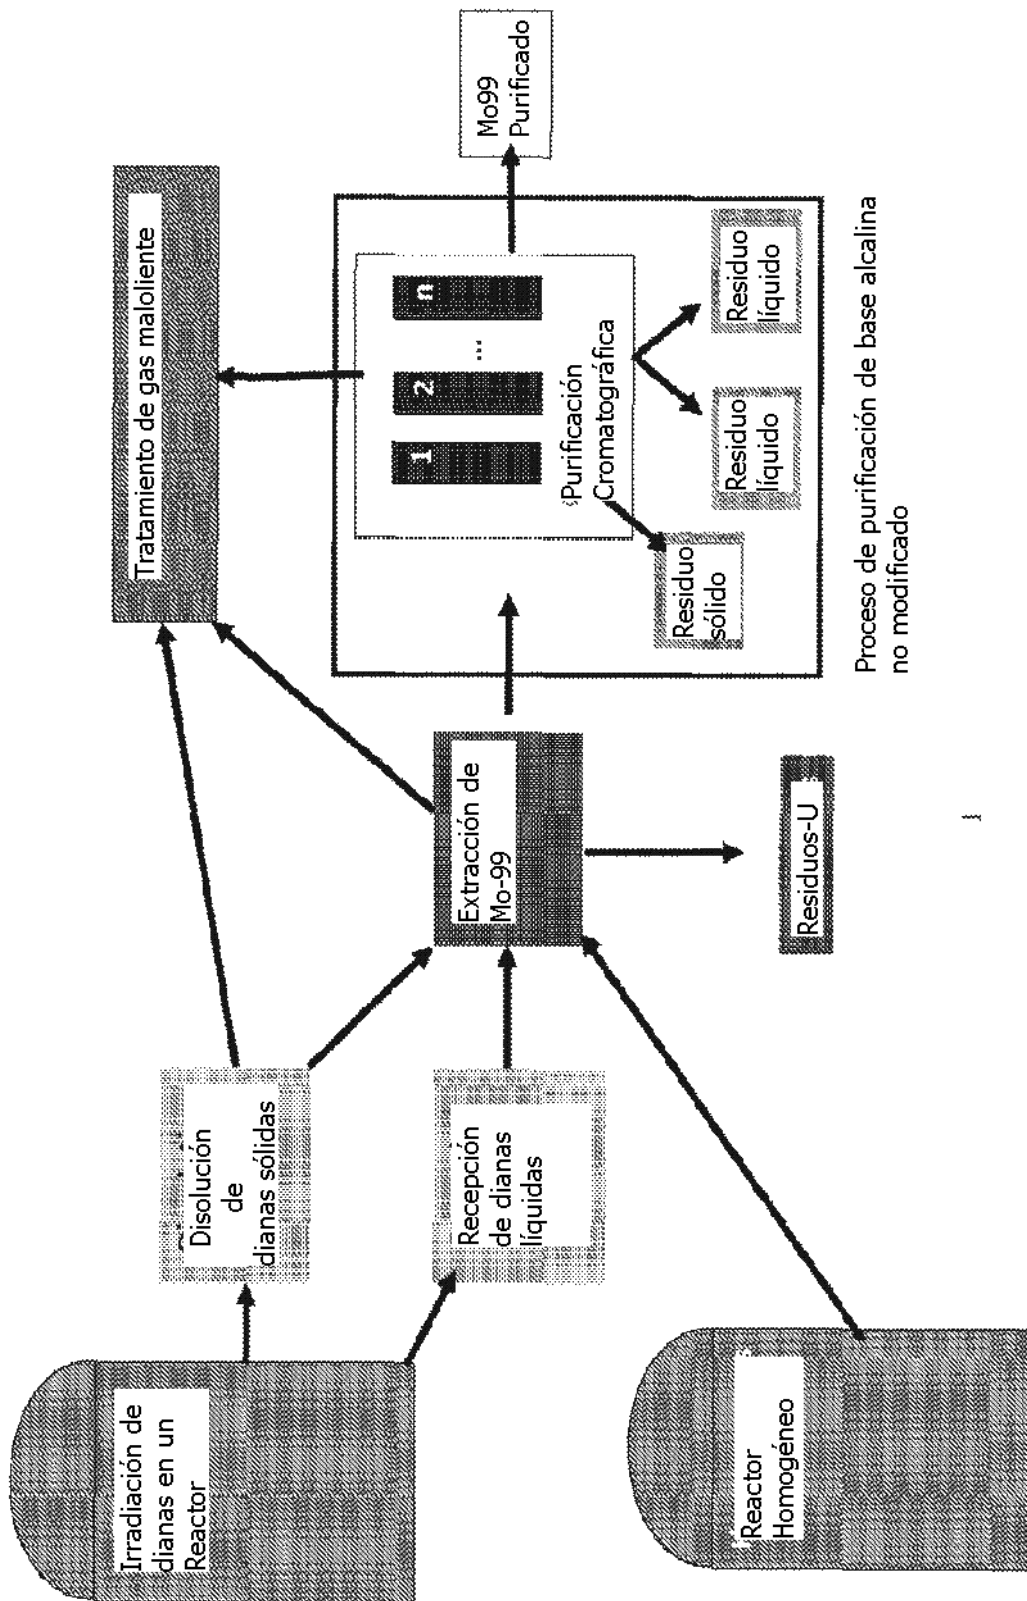 Irradiación de
dianas en un
Reactor
Reactor
Homogéneo
Disolución
de
dianas sólidas
Recepción
de dianas
líquidas
Extracción de
Mo-99
Residuos-U
Tratamiento de gas maloliente
1
2
...
n
Purificación
Cromatográfica
Residuo
sólido
Residuo
líquido
Residuo
líquido
Mo99
Purificado
Proceso de purificación de base alcalina
no modificado